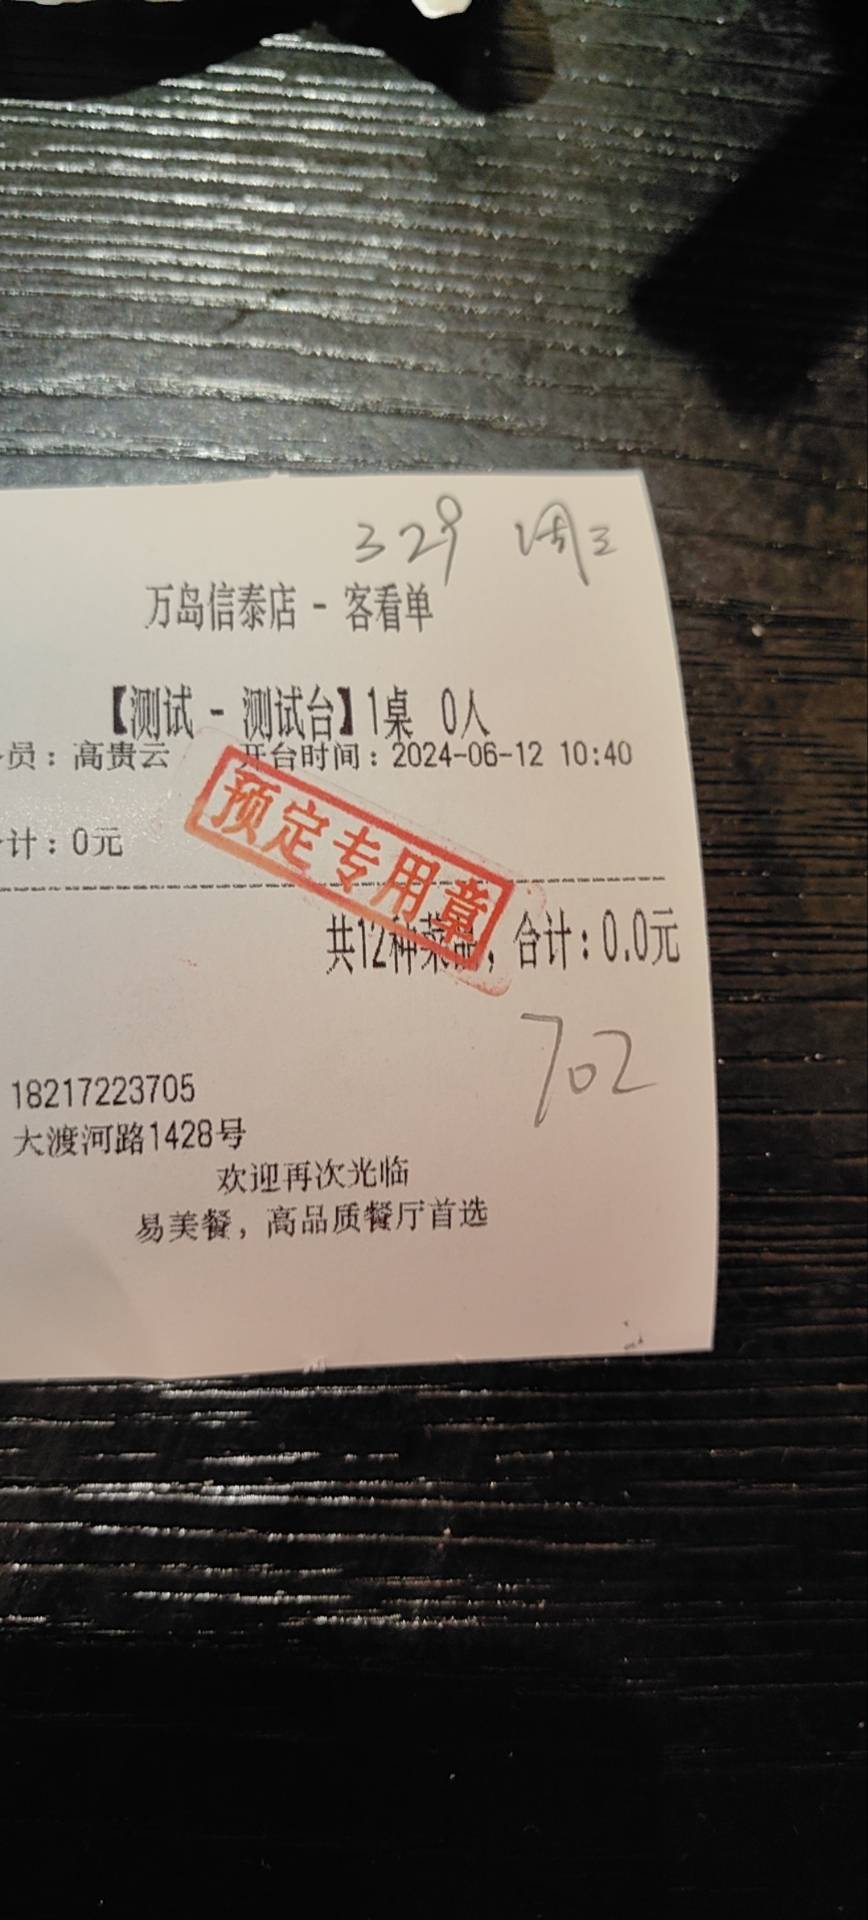 329 周三
万岛信泰店 - 客看单
【测试 - 测试台】1桌 0人
员：高贵云 开台时间：2024-06-12 10:40
计：0元
预定专用章
共12种菜品，合计：0.0元
702
18217223705
大渡河路1428号
欢迎再次光临
易美餐，高品质餐厅首选